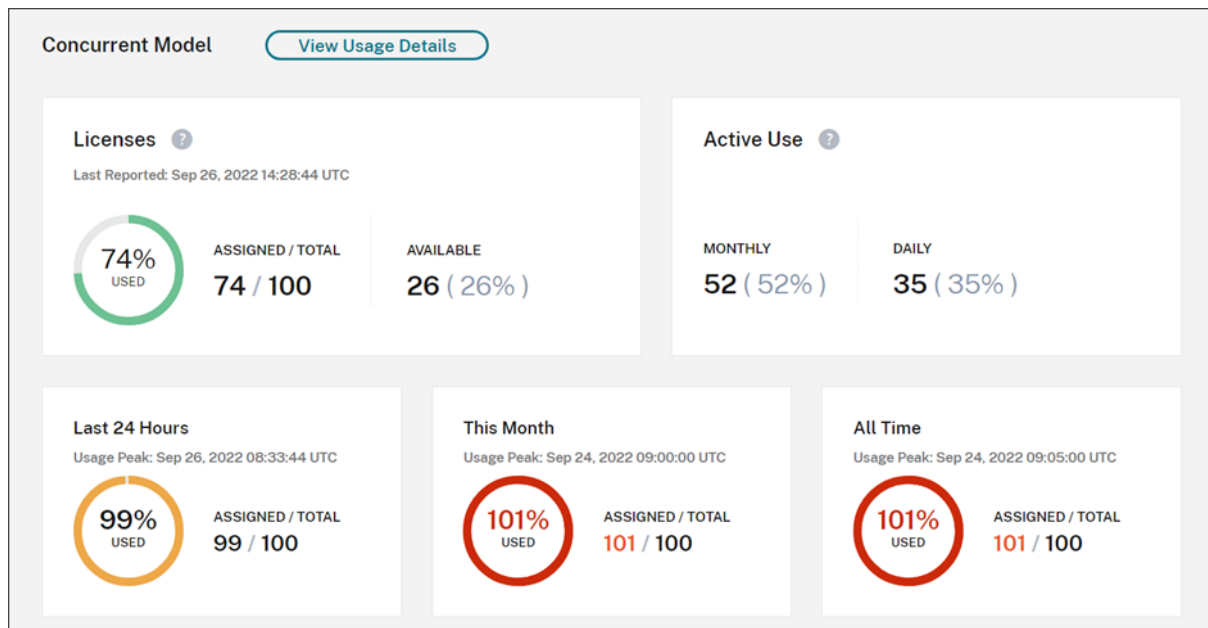 Concurrent Model
View Usage Details
Licenses ?
Last Reported: Sep 26, 2022 14:28:44 UTC
74%
USED
ASSIGNED / TOTAL
74 / 100
AVAILABLE
26 ( 26% )
Active Use ?
MONTHLY
52 ( 52% )
DAILY
35 ( 35% )
Last 24 Hours
Usage Peak: Sep 26, 2022 08:33:44 UTC
99%
USED
ASSIGNED / TOTAL
99 / 100
This Month
Usage Peak: Sep 24, 2022 09:00:00 UTC
101%
USED
ASSIGNED / TOTAL
101 / 100
All Time
Usage Peak: Sep 24, 2022 09:05:00 UTC
101%
USED
ASSIGNED / TOTAL
101 / 100